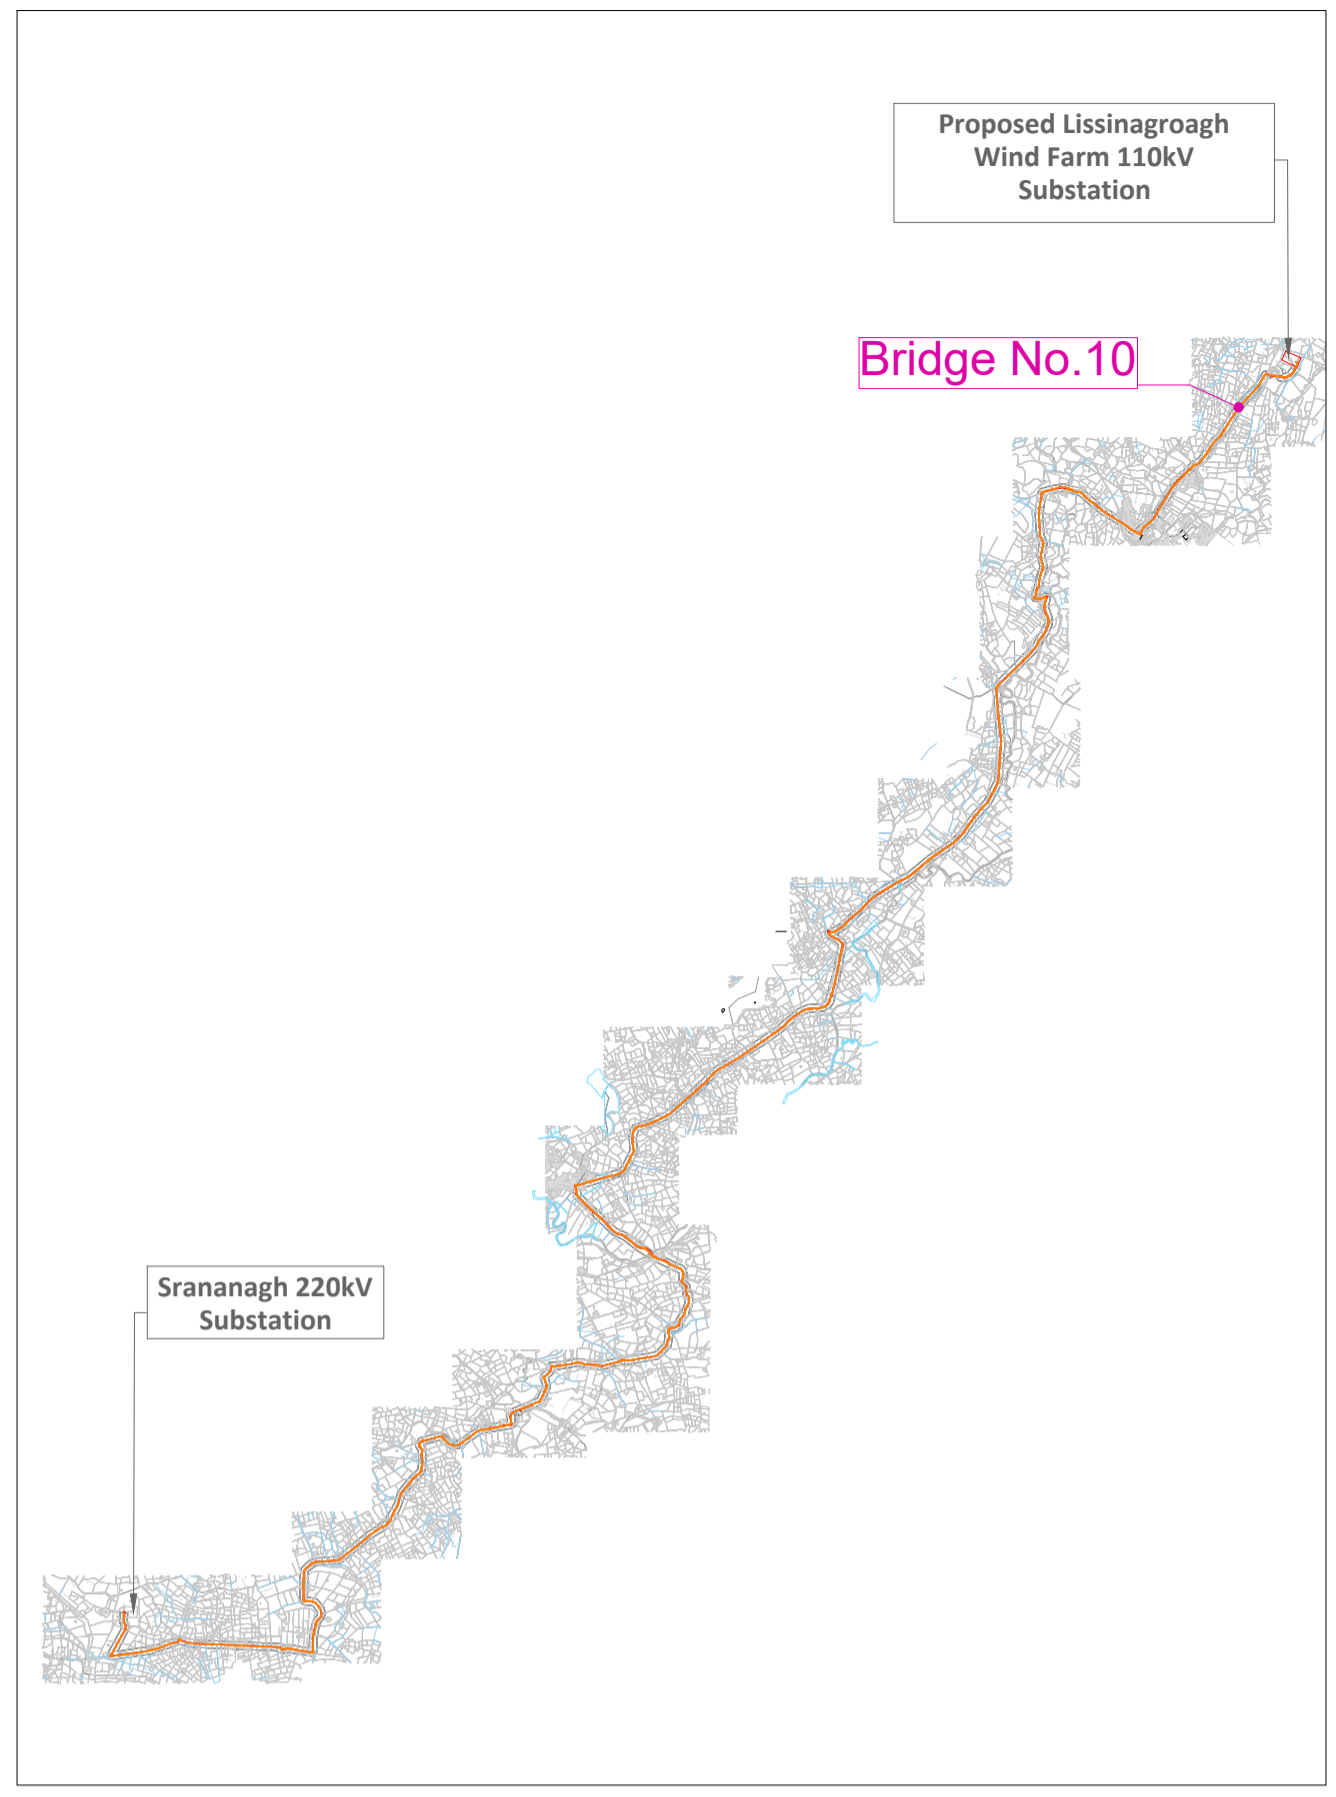 Proposed Lissinagroagh
Wind Farm 110kV
Substation
Bridge No.10
Srananagh 220kV
Substation